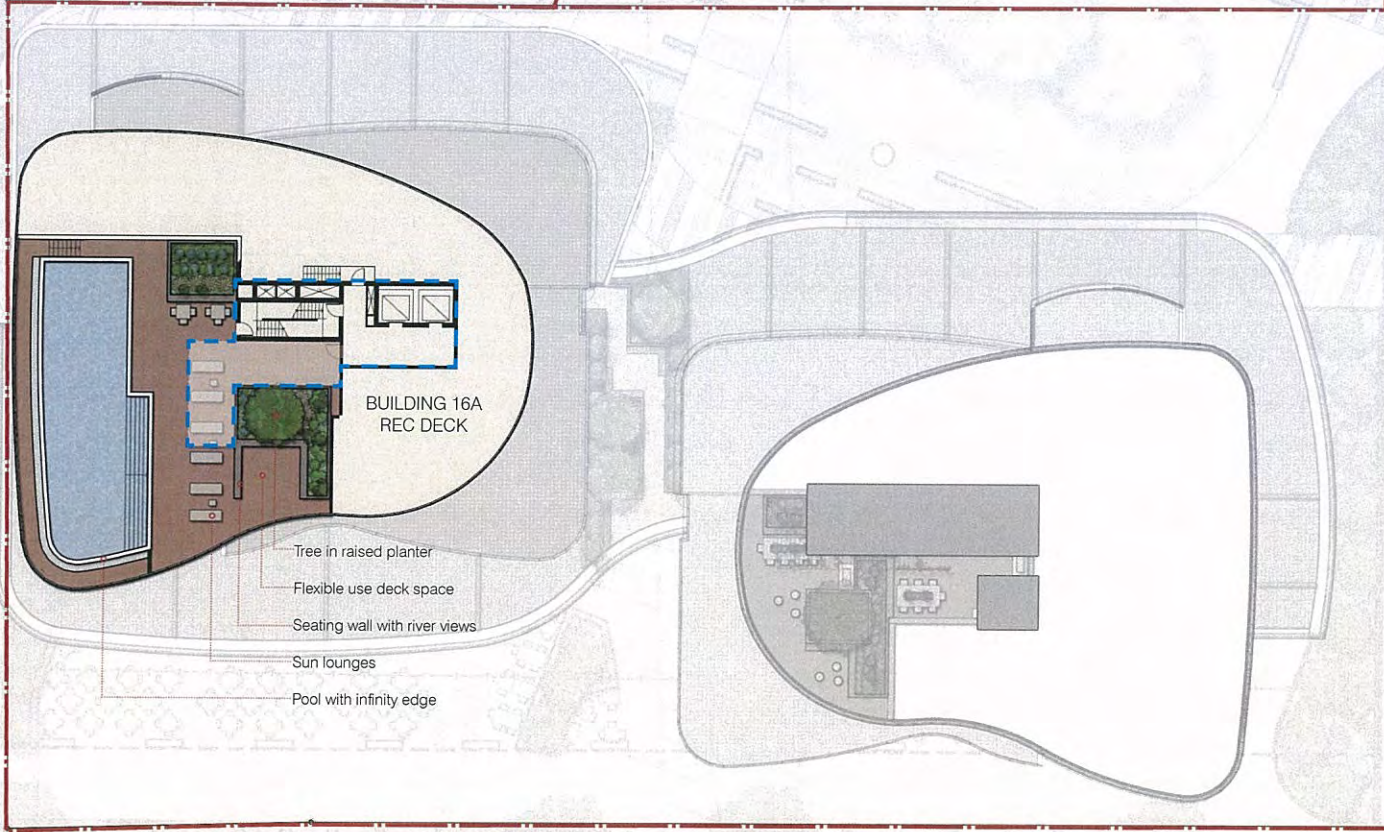 BUILDING 16A
REC DECK
Tree in raised planter
Flexible use deck space
Seating wall with river views
Sun lounges
Pool with infinity edge